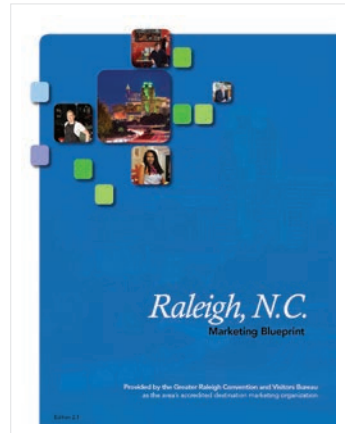 Raleigh, N.C.
Marketing Blueprint
Provided by the Greater Raleigh Convention and Visitors Bureau
as the area's accredited destination marketing organization
Edition